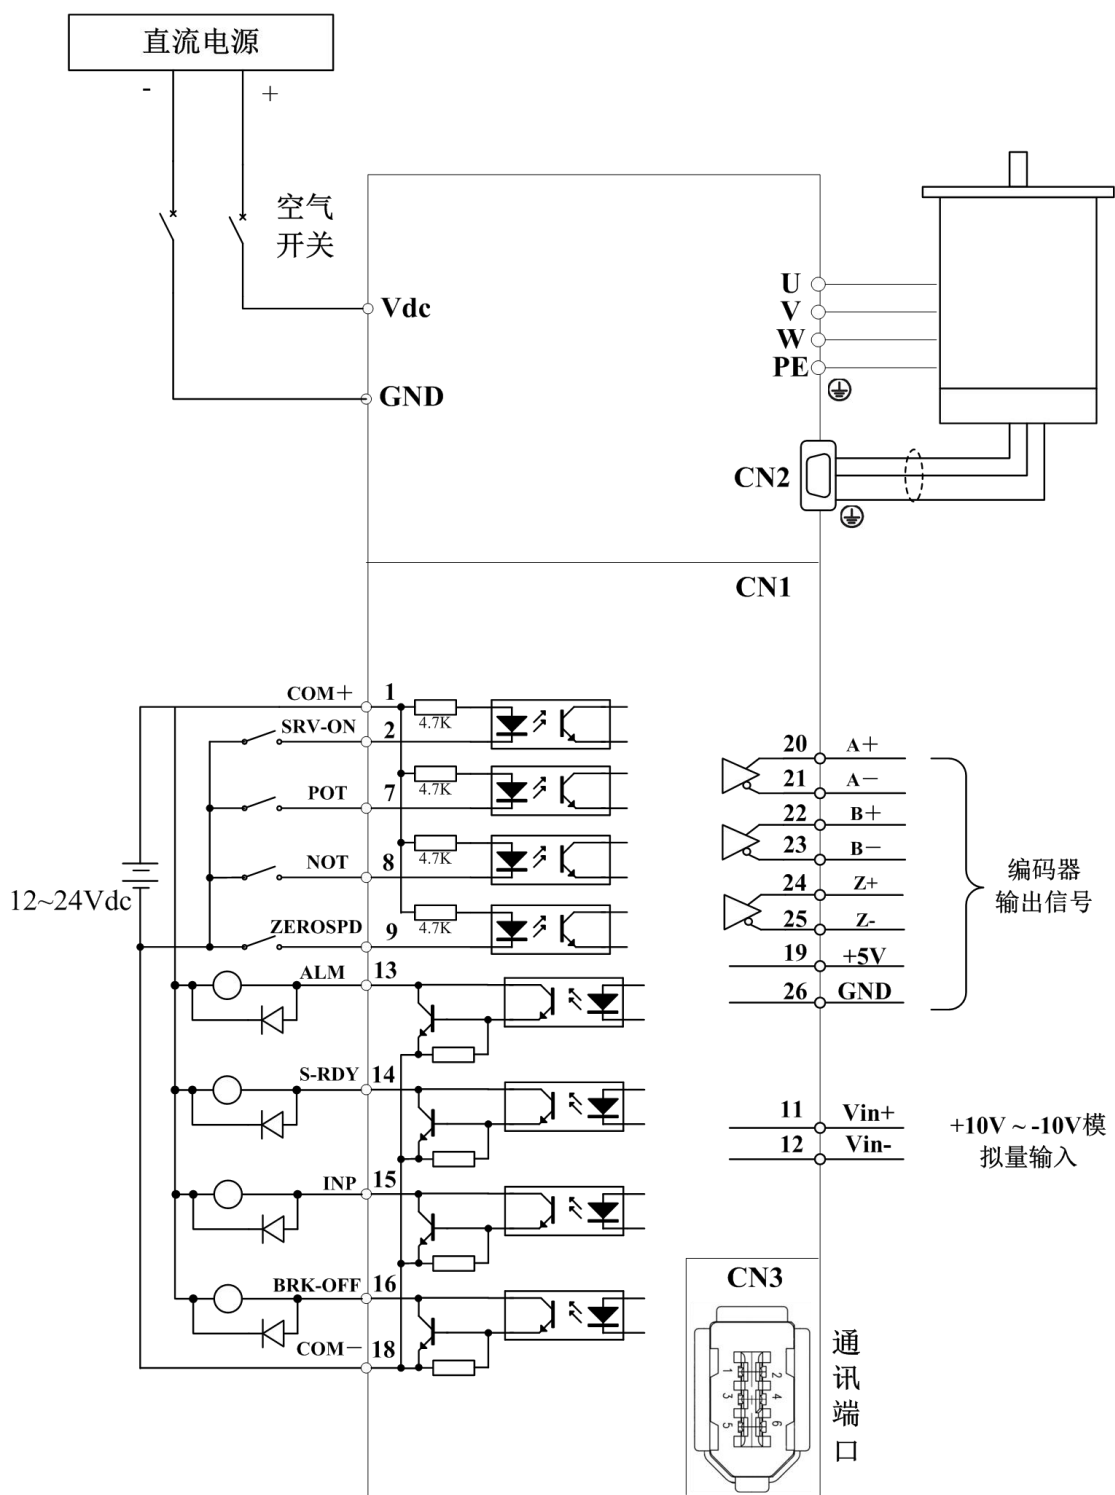 直流电源
-
+
空气
开关
Vdc
GND
U
V
W
PE
CN2
CN1
COM+ 1
4.7K
SRV-ON 2
POT 7
4.7K
NOT 8
4.7K
ZEROSPD 9
4.7K
12~24Vdc
ALM 13
S-RDY 14
INP 15
BRK-OFF 16
COM- 18
20 A+
21 A-
22 B+
23 B-
24 Z+
25 Z-
19 +5V
26 GND
编码器
输出信号
11 Vin+
12 Vin-
+10V ~ -10V模
拟量输入
CN3
1 2
3 4
5 6
通
讯
端
口